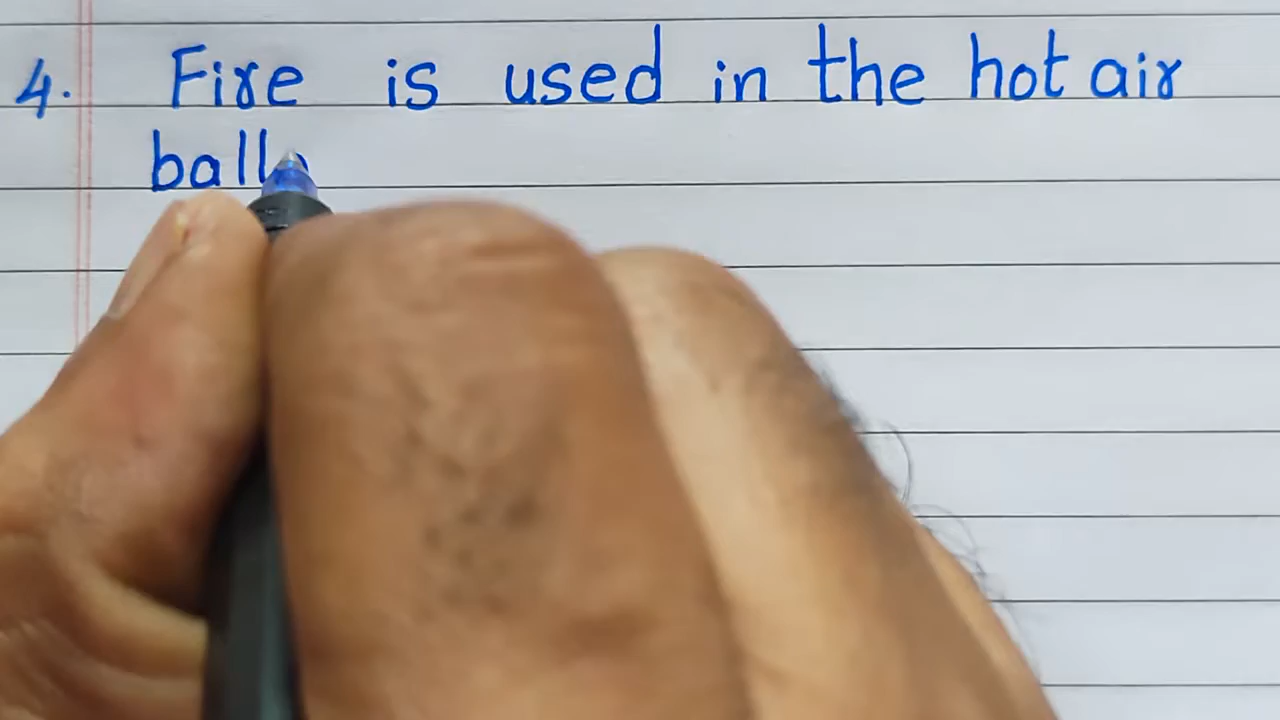 4. Fire is used in the hot air
ball